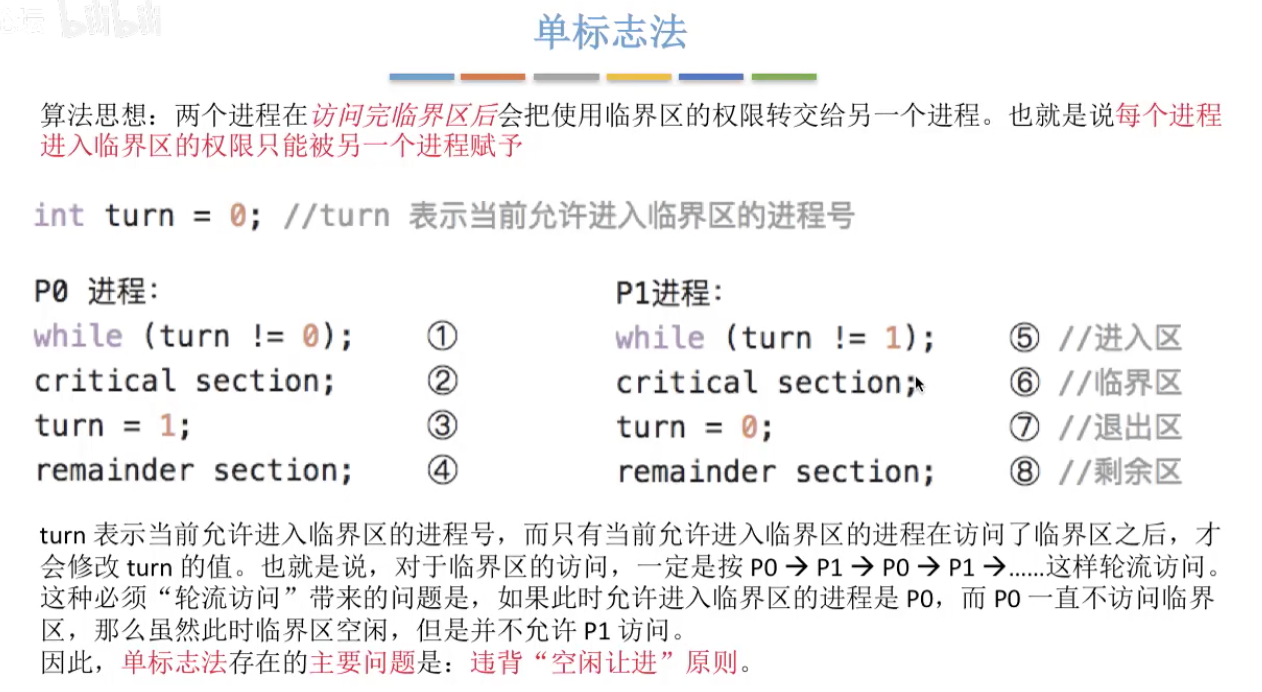 bilibili
单标志法
算法思想：两个进程在访问完临界区后会把使用临界区的权限转交给另一个进程。也就是说每个进程
进入临界区的权限只能被另一个进程赋予
int turn = 0; //turn 表示当前允许进入临界区的进程号
P0 进程：
while (turn != 0); ①
critical section; ②
turn = 1; ③
remainder section; ④
P1进程：
while (turn != 1); ⑤ //进入区
critical section; ⑥ //临界区
turn = 0; ⑦ //退出区
remainder section; ⑧ //剩余区
turn 表示当前允许进入临界区的进程号，而只有当前允许进入临界区的进程在访问了临界区之后，才
会修改 turn 的值。也就是说，对于临界区的访问，一定是按 P0 → P1 → P0 → P1 →……这样轮流访问。
这种必须“轮流访问”带来的问题是，如果此时允许进入临界区的进程是 P0，而 P0 一直不访问临界
区，那么虽然此时临界区空闲，但是并不允许 P1 访问。
因此，单标志法存在的主要问题是：违背“空闲让进”原则。